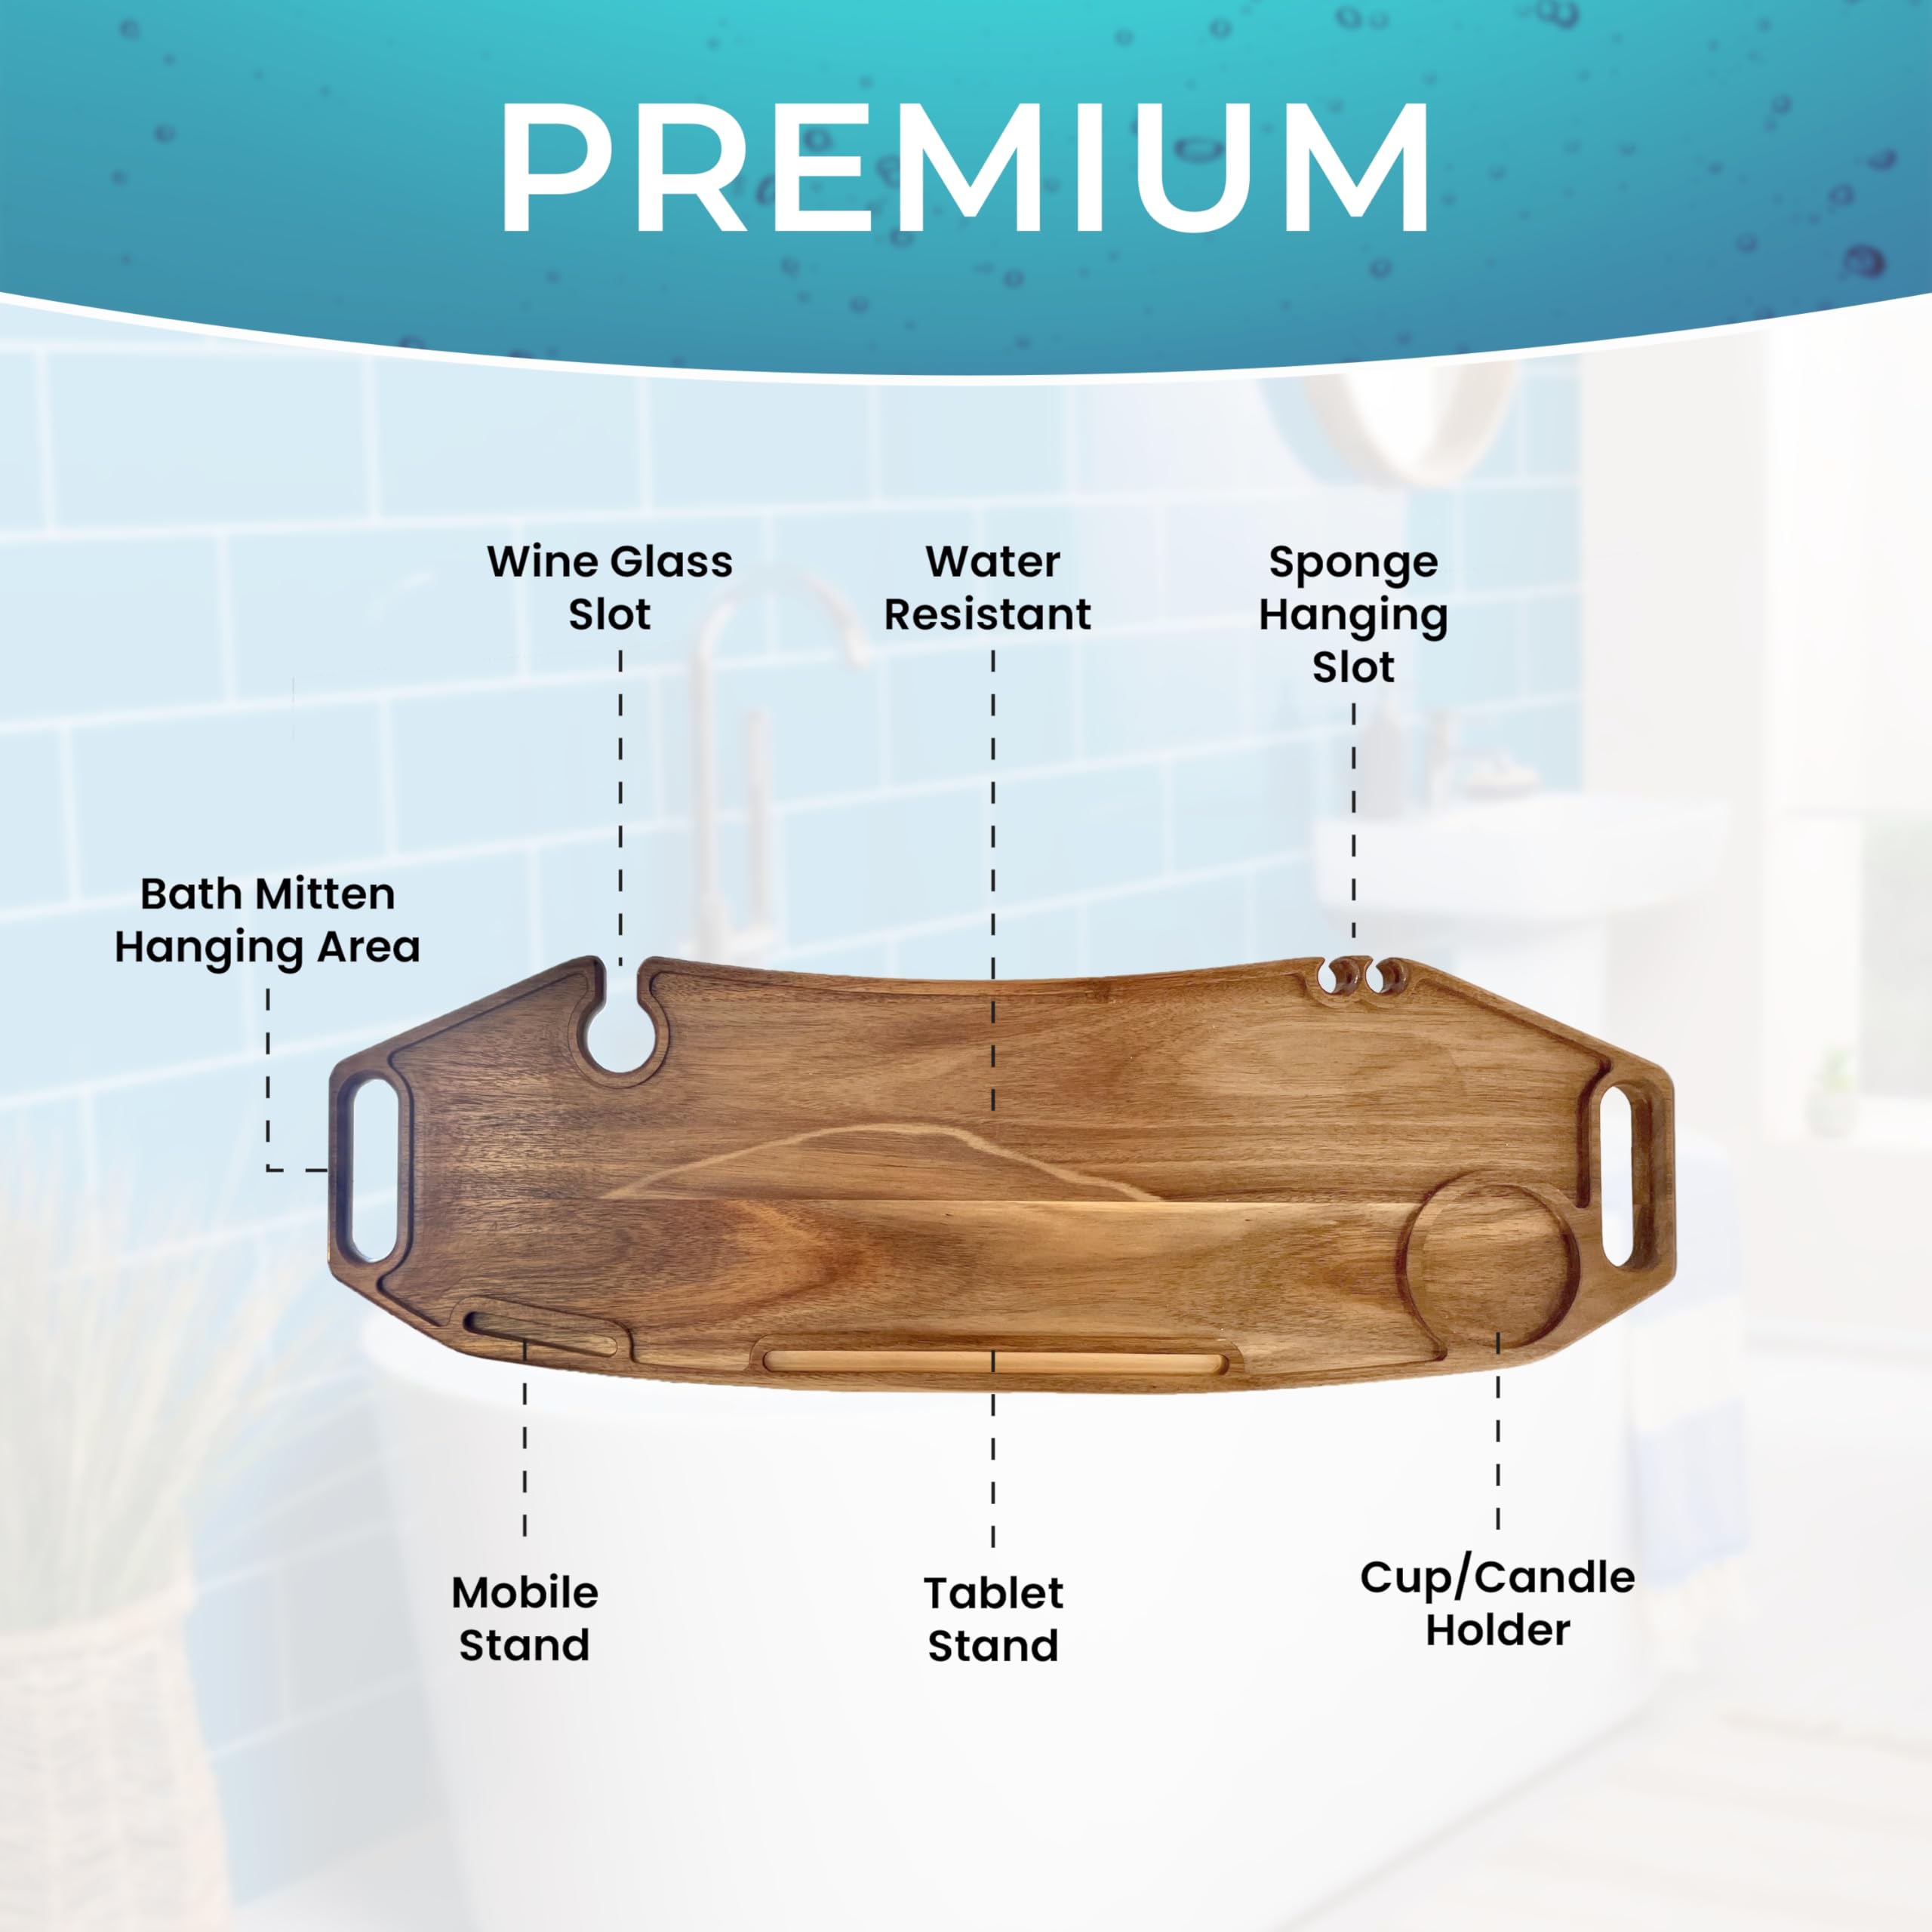 PREMIUM
Wine Glass
Slot
Water
Resistant
Sponge
Hanging
Slot
Bath Mitten
Hanging Area
Mobile
Stand
Tablet
Stand
Cup/Candle
Holder